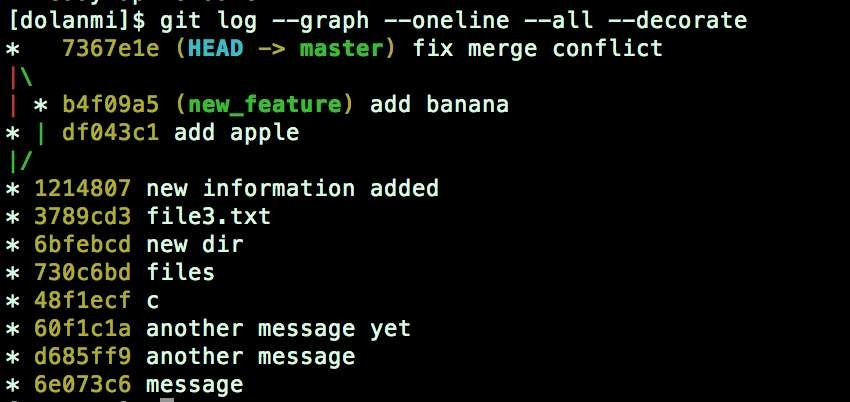 [dolanmi]$ git log --graph --oneline --all --decorate
*   7367e1e (HEAD -> master) fix merge conflict
|\
| * b4f09a5 (new_feature) add banana
* | df043c1 add apple
|/
* 1214807 new information added
* 3789cd3 file3.txt
* 6bfebcd new dir
* 730c6bd files
* 48f1ecf c
* 60f1c1a another message yet
* d685ff9 another message
* 6e073c6 message